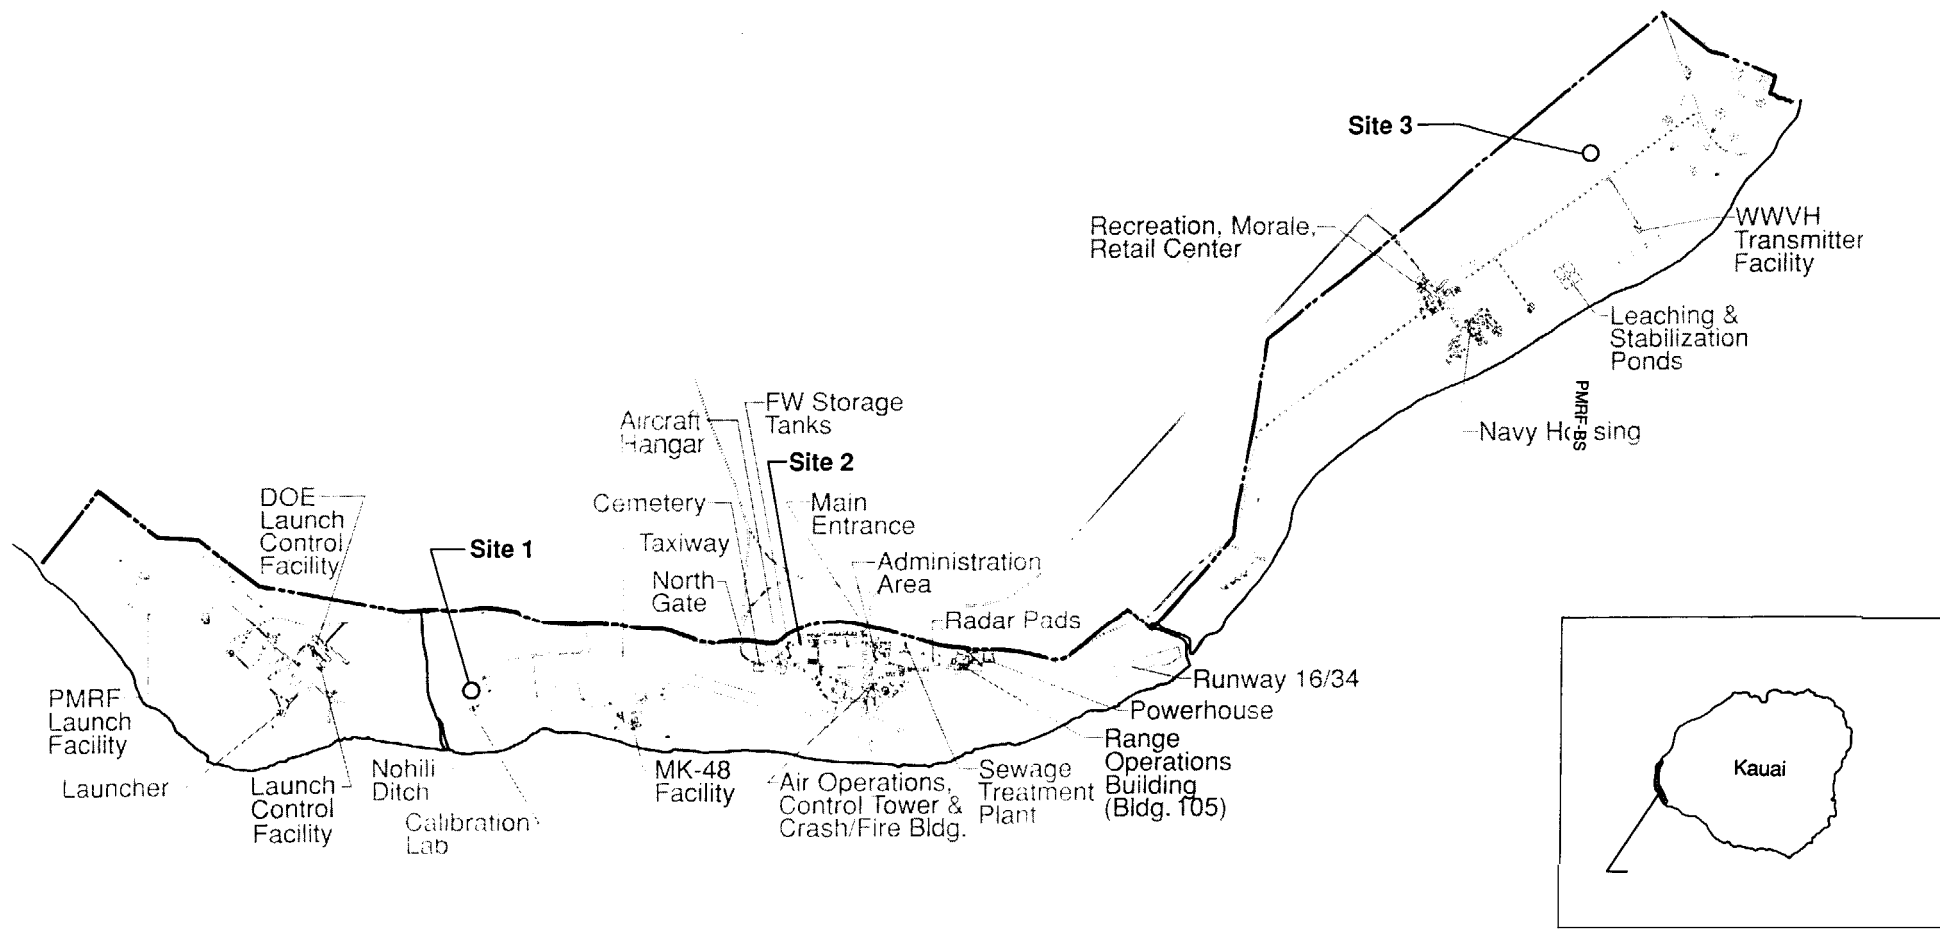 Site 3
Recreation, Morale,
Retail Center
WWVH
Transmitter
Facility
Leaching &
Stabilization
Ponds
PMRF-BS
Navy Ho sing
FW Storage
Tanks
Aircraft
Hangar
Site 2
Cemetery
Main
Entrance
DOE
Launch
Control
Facility
Site 1
Taxiway
Administration
Area
North
Gate
Radar Pads
Runway 16/34
Powerhouse
PMRF
Launch
Facility
Launcher
Launch
Control
Facility
Nohili
Ditch
Calibration
Lab
MK-48
Facility
Air Operations,
Control Tower &
Crash/Fire Bldg.
Sewage
Treatment
Plant
Range
Operations
Building
(Bldg. 105)
Kauai